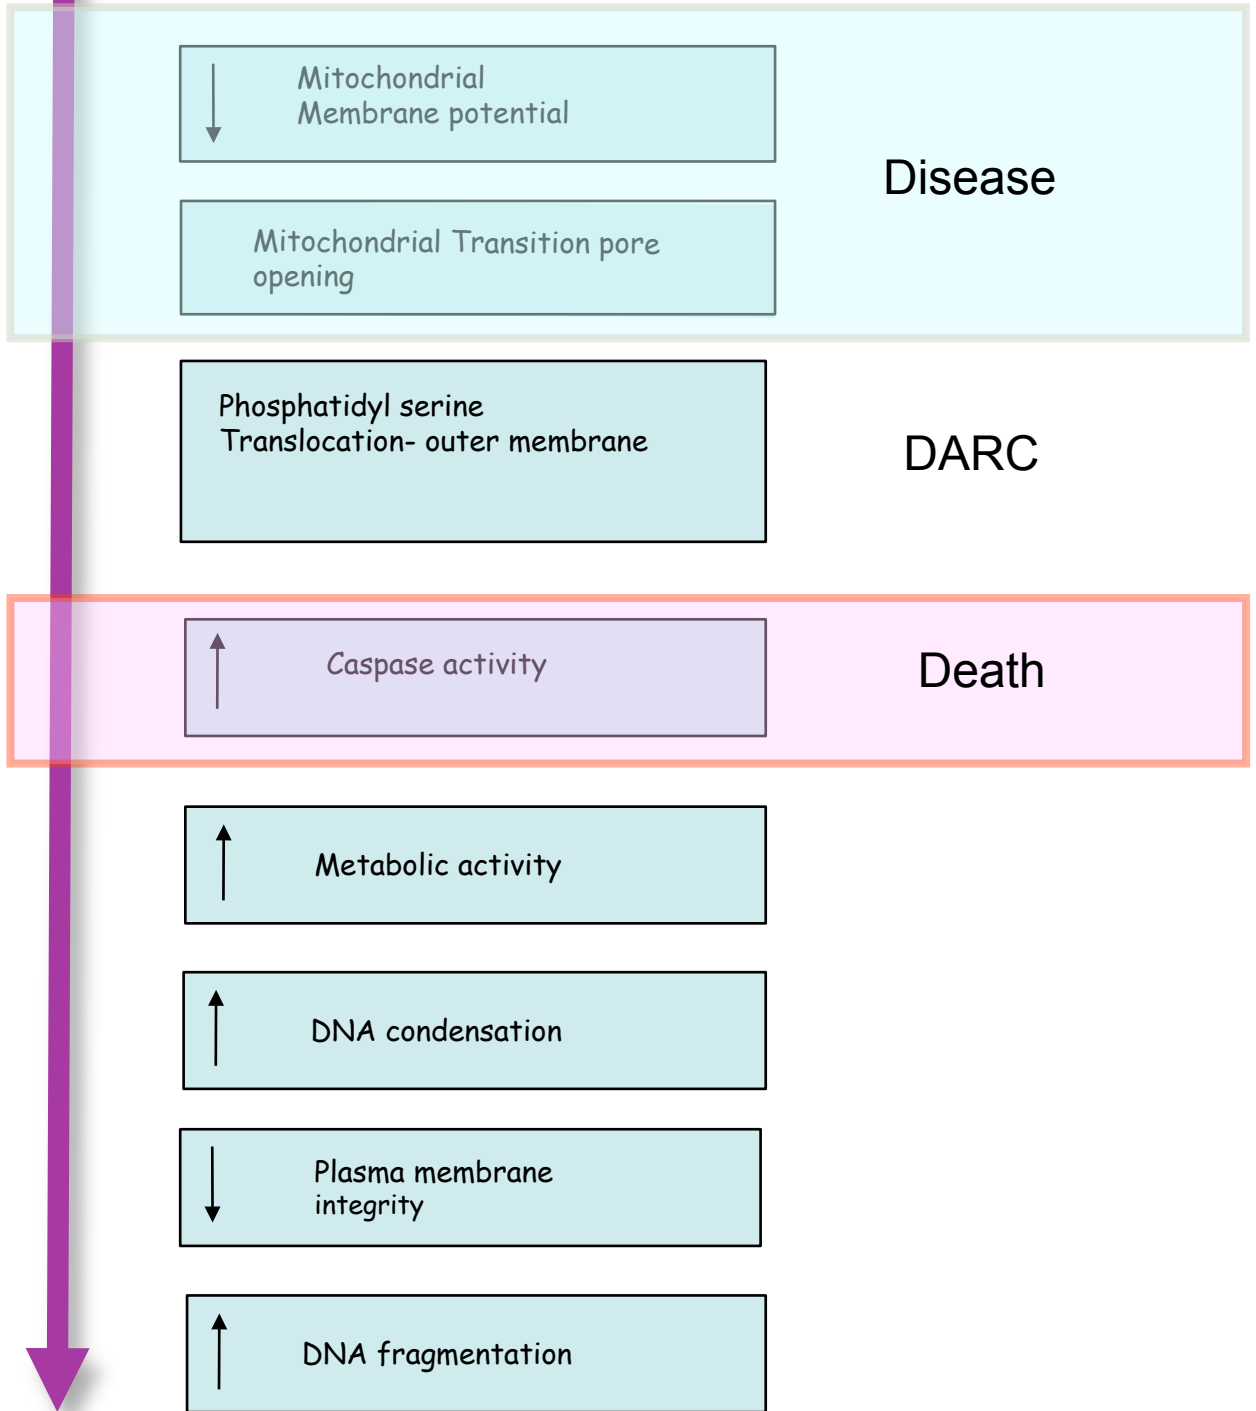 Mitochondrial
Membrane potential
Disease
Mitochondrial Transition pore
opening
Phosphatidyl serine
Translocation- outer membrane
DARC
Caspase activity
Death
Metabolic activity
DNA condensation
Plasma membrane
integrity
DNA fragmentation